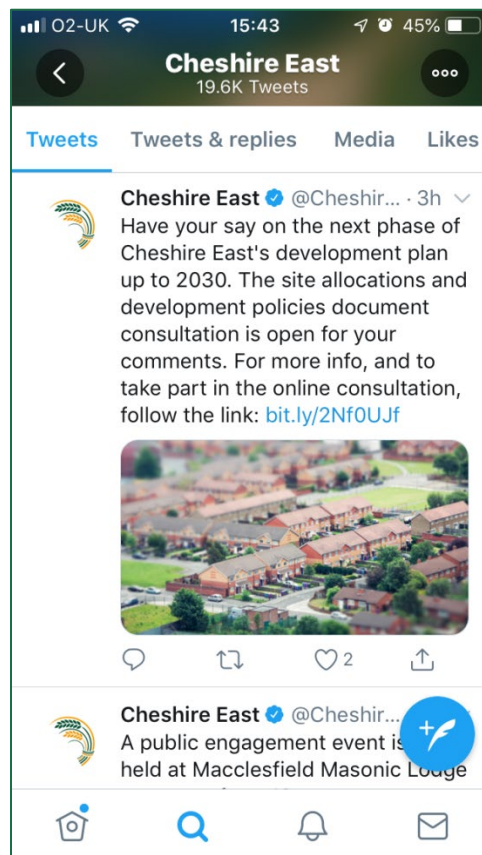 O2-UK 15:43 45%
Cheshire East
19.6K Tweets
Tweets Tweets & replies Media Likes
Cheshire East @Cheshir... · 3h
Have your say on the next phase of
Cheshire East's development plan
up to 2030. The site allocations and
development policies document
consultation is open for your
comments. For more info, and to
take part in the online consultation,
follow the link: bit.ly/2Nf0UJf
2
Cheshire East @Cheshir...
A public engagement event is
held at Macclesfield Masonic Lodge